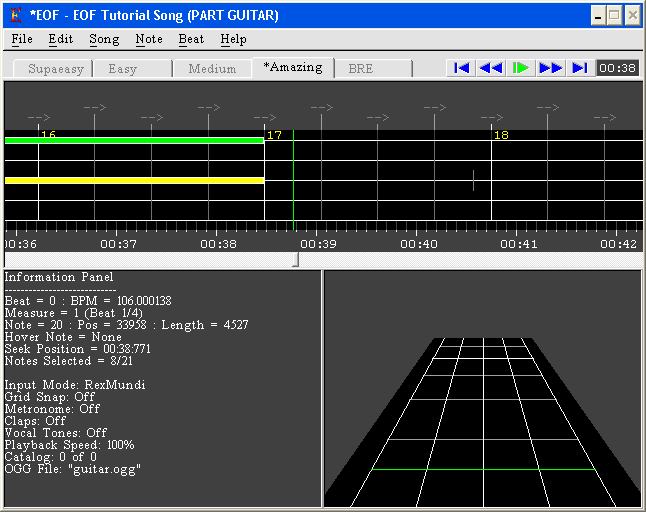 *EOF - EOF Tutorial Song (PART GUITAR)
File Edit Song Note Beat Help
Supaeasy Easy Medium *Amazing BRE 00:38
--> --> --> --> --> -->
--> --> --> --> --> -->
16 17 18
00:36 00:37 00:38 00:39 00:40 00:41 00:42
Information Panel
----------------------------
Beat = 0 : BPM = 106.000138
Measure = 1 (Beat 1/4)
Note = 20 : Pos = 33958 : Length = 4527
Hover Note = None
Seek Position = 00:38:771
Notes Selected = 8/21
Input Mode: RexMundi
Grid Snap: Off
Metronome: Off
Claps: Off
Vocal Tones: Off
Playback Speed: 100%
Catalog: 0 of 0
OGG File: "guitar.ogg"